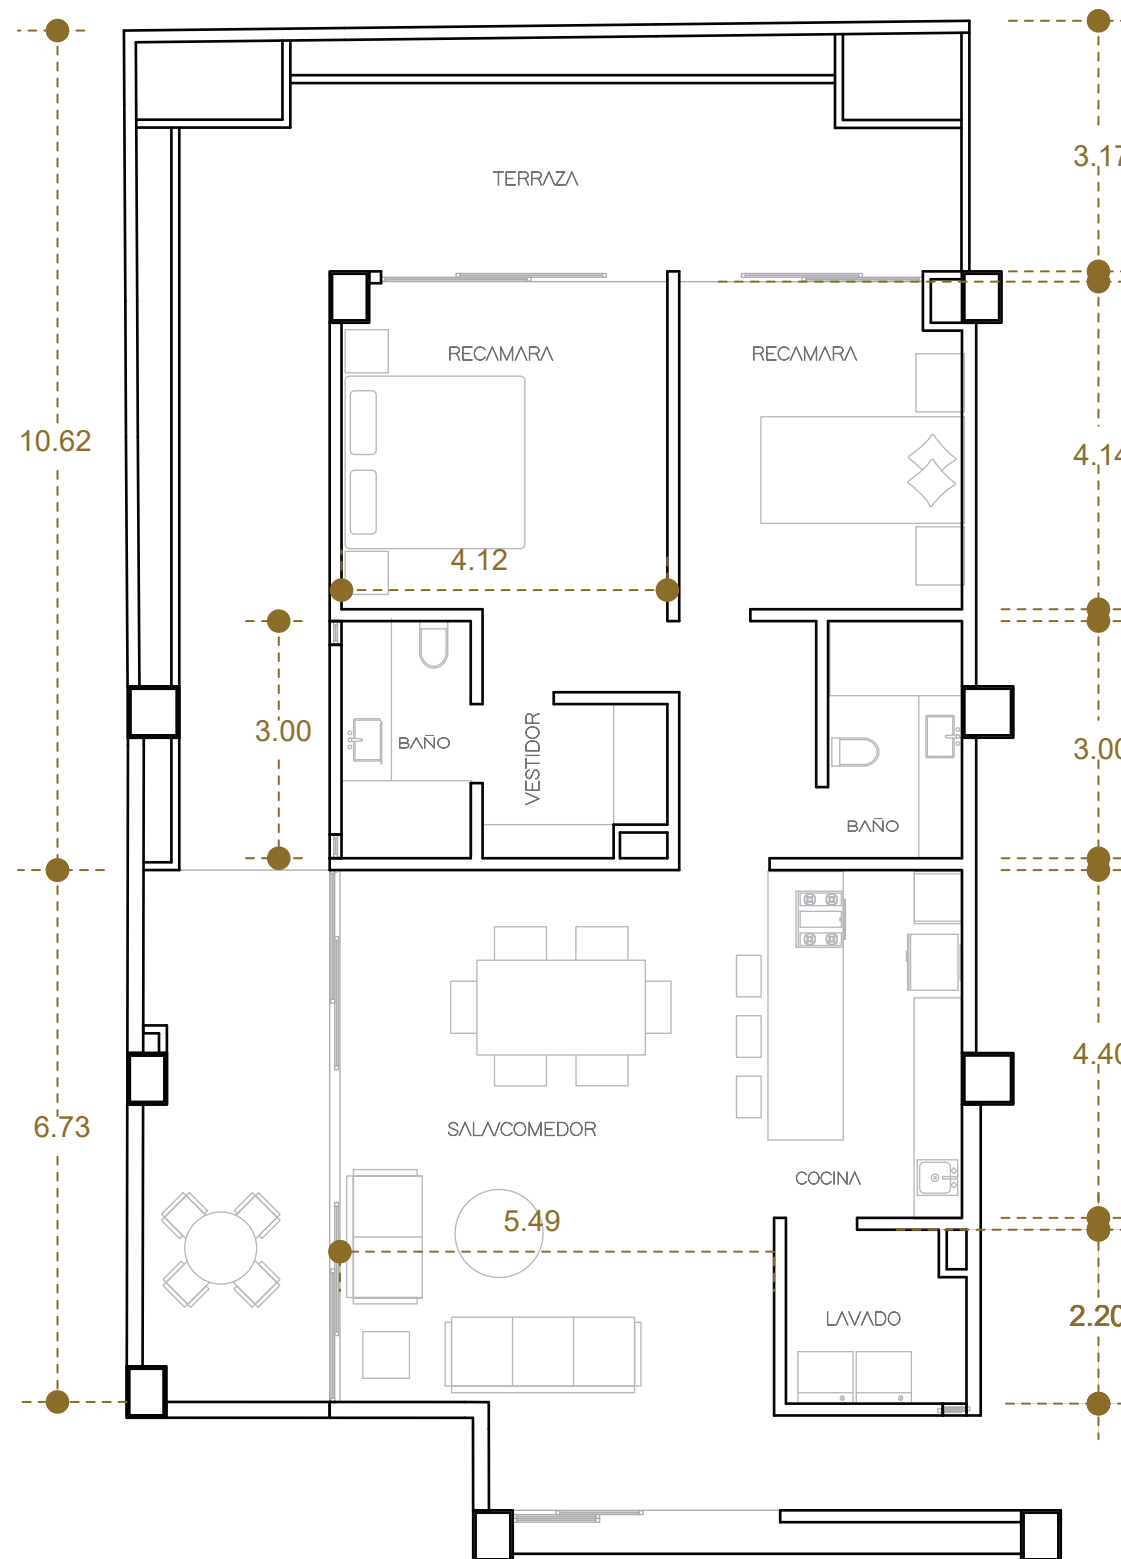 3.17
TERRAZA
RECAMARA
RECAMARA
10.62
4.14
4.12
3.00
BAÑO
VESTIDOR
3.00
BAÑO
4.40
6.73
SALA/COMEDOR
COCINA
5.49
LAVADO
2.20